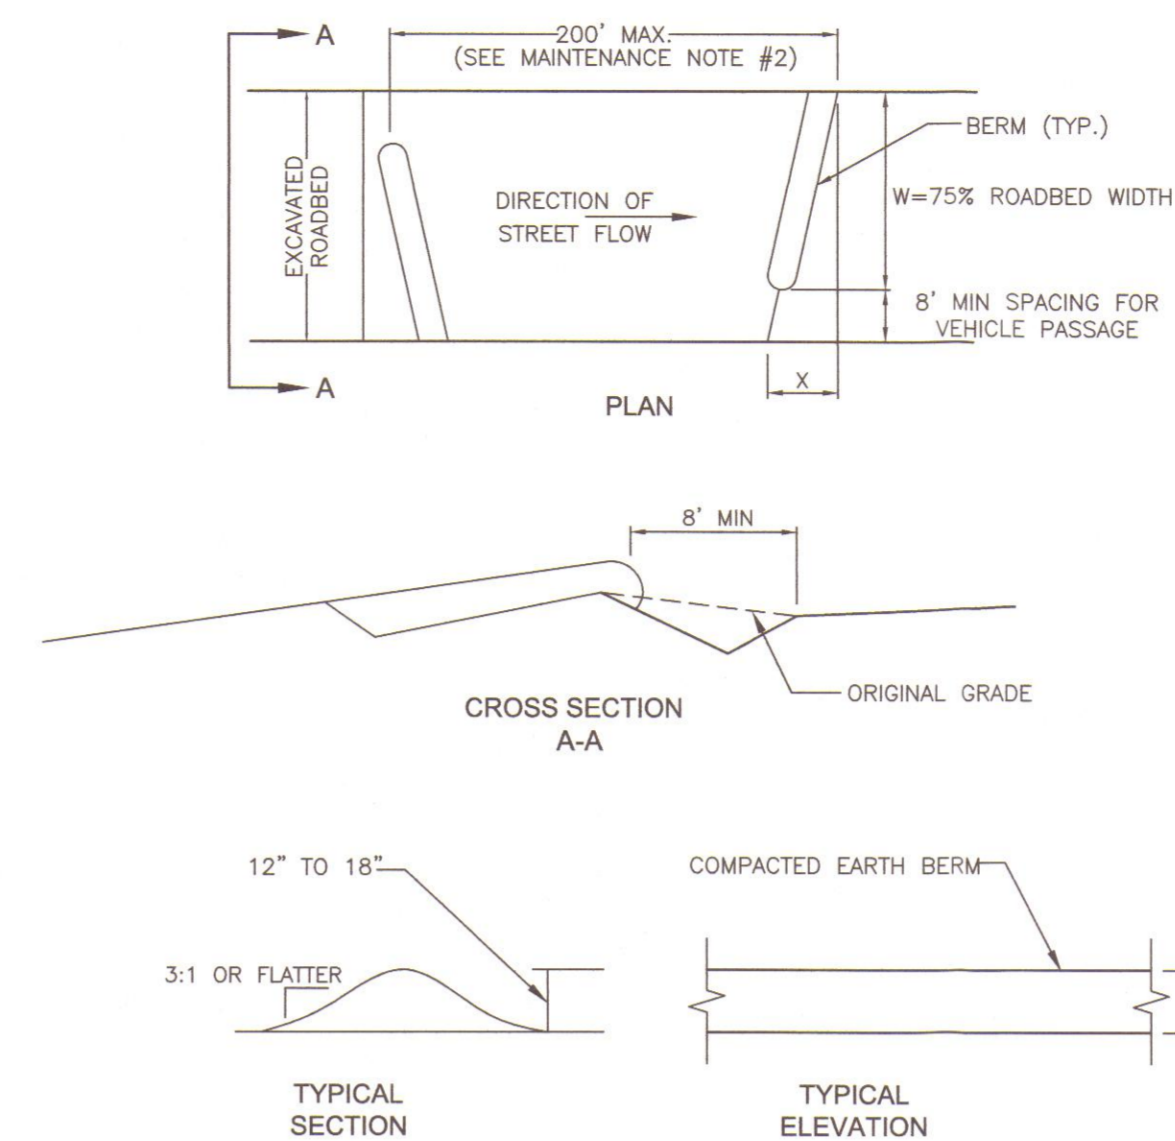 A
200' MAX.
(SEE MAINTENANCE NOTE #2)
BERM (TYP.)
EXCAVATED
ROADBED
DIRECTION OF
STREET FLOW
W=75% ROADBED WIDTH
8' MIN SPACING FOR
VEHICLE PASSAGE
A
X
PLAN
8' MIN
ORIGINAL GRADE
CROSS SECTION
A-A
12" TO 18"
COMPACTED EARTH BERM
3:1 OR FLATTER
TYPICAL
SECTION
TYPICAL
ELEVATION